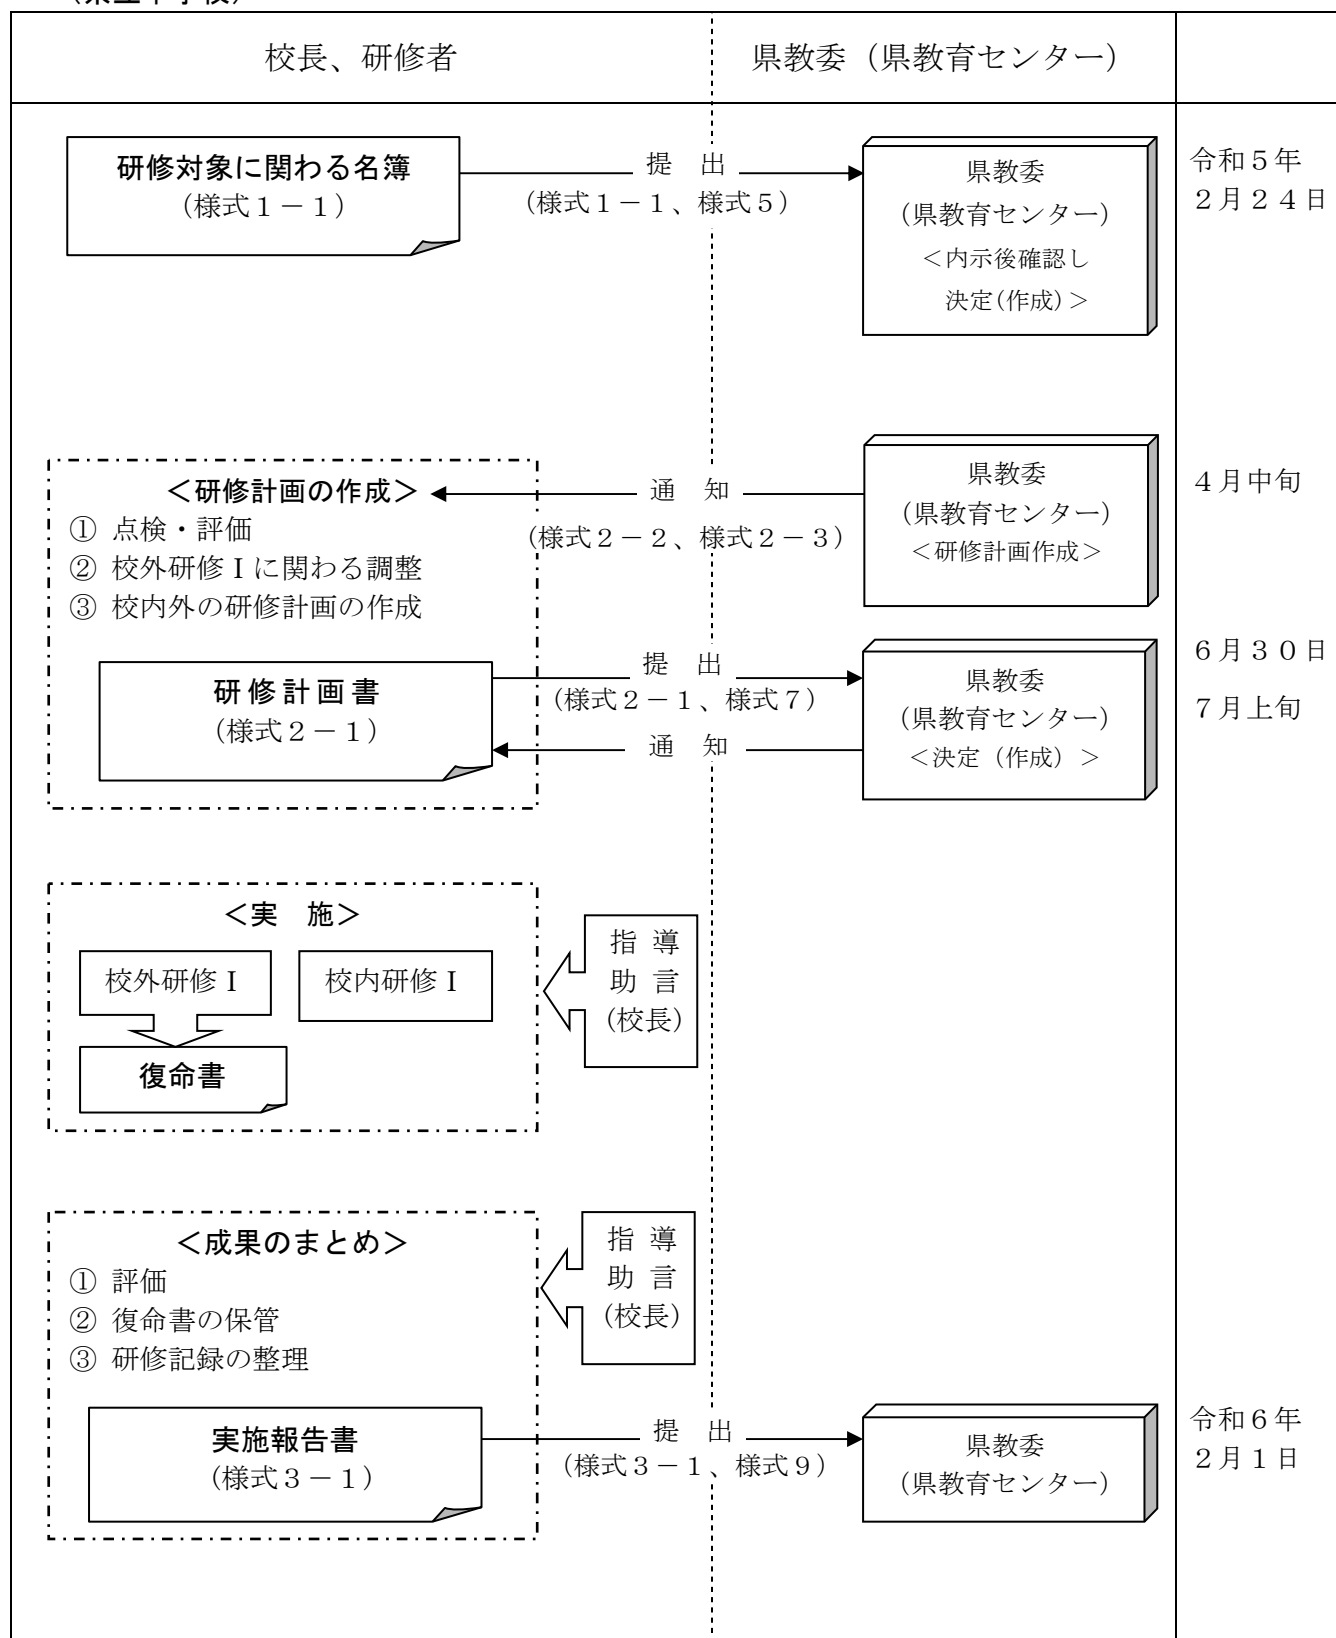 （県立中学校）
校長、研修者
県教委（県教育センター）
研修対象に関わる名簿
（様式１－１）
提　出
（様式１－１、様式５）
県教委
（県教育センター）
＜内示後確認し
決定（作成）＞
令和５年
２月２４日
＜研修計画の作成＞
① 点検・評価
② 校外研修Ⅰに関わる調整
③ 校内外の研修計画の作成
通　知
（様式２－２、様式２－３）
県教委
（県教育センター）
＜研修計画作成＞
４月中旬
研修計画書
（様式２－１）
提　出
（様式２－１、様式７）
通　知
県教委
（県教育センター）
＜決定（作成）＞
６月３０日
７月上旬
＜実　施＞
校外研修Ⅰ
校内研修Ⅰ
復命書
指 導
助 言
（校長）
＜成果のまとめ＞
① 評価
② 復命書の保管
③ 研修記録の整理
指 導
助 言
（校長）
実施報告書
（様式３－１）
提　出
（様式３－１、様式９）
県教委
（県教育センター）
令和６年
２月１日